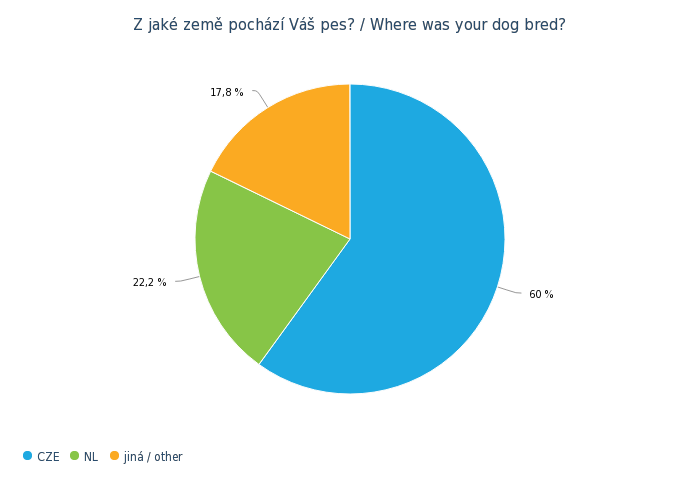 Z jaké země pochází Váš pes? / Where was your dog bred?
17,8 %
22,2 %
60 %
CZE NL jiná / other